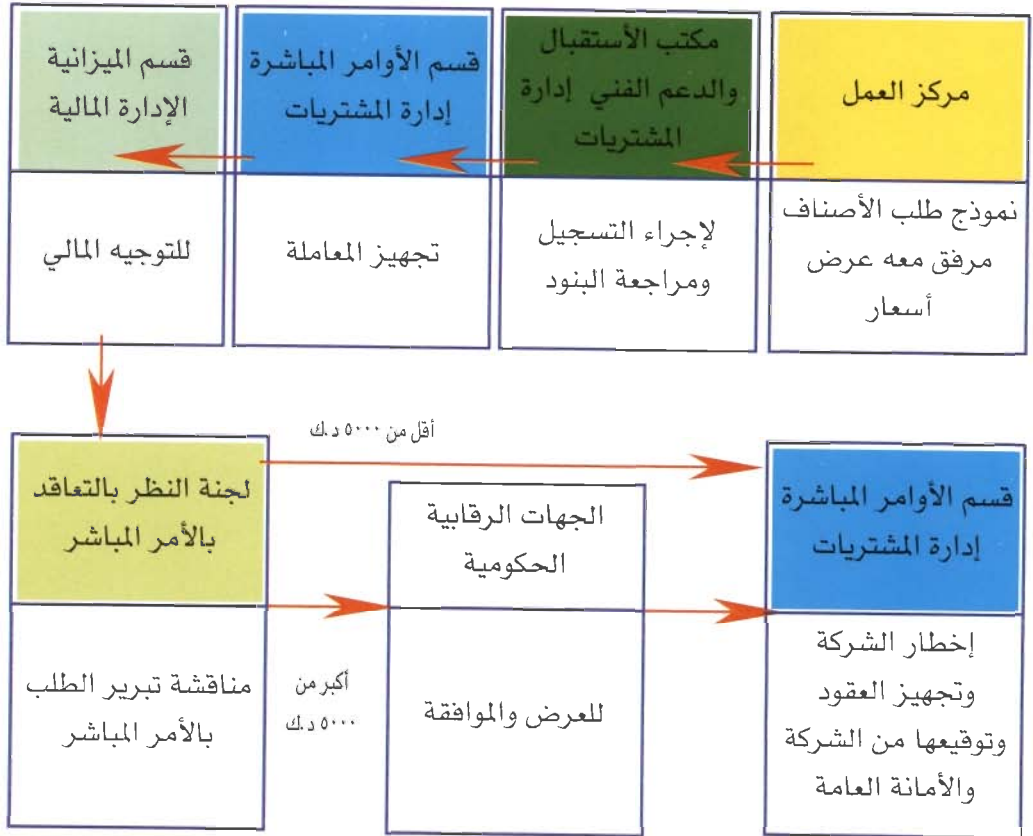 مركز العمل
نموذج طلب الأصناف
مرفق معه عرض
أسعار
مكتب الأستقبال
والدعم الفني إدارة
المشتريات
لإجراء التسجيل
ومراجعة البنود
قسم الأوامر المباشرة
إدارة المشتريات
تجهيز المعاملة
قسم الميزانية
الإدارة المالية
للتوجيه المالي
لجنة النظر بالتعاقد
بالأمر المباشر
مناقشة تبرير الطلب
بالأمر المباشر
أقل من ٥٠٠٠ د.ك
أكبر من
٥٠٠٠ د.ك
الجهات الرقابية
الحكومية
للعرض والموافقة
قسم الأوامر المباشرة
إدارة المشتريات
إخطار الشركة
وتجهيز العقود
وتوقيعها من الشركة
والأمانة العامة